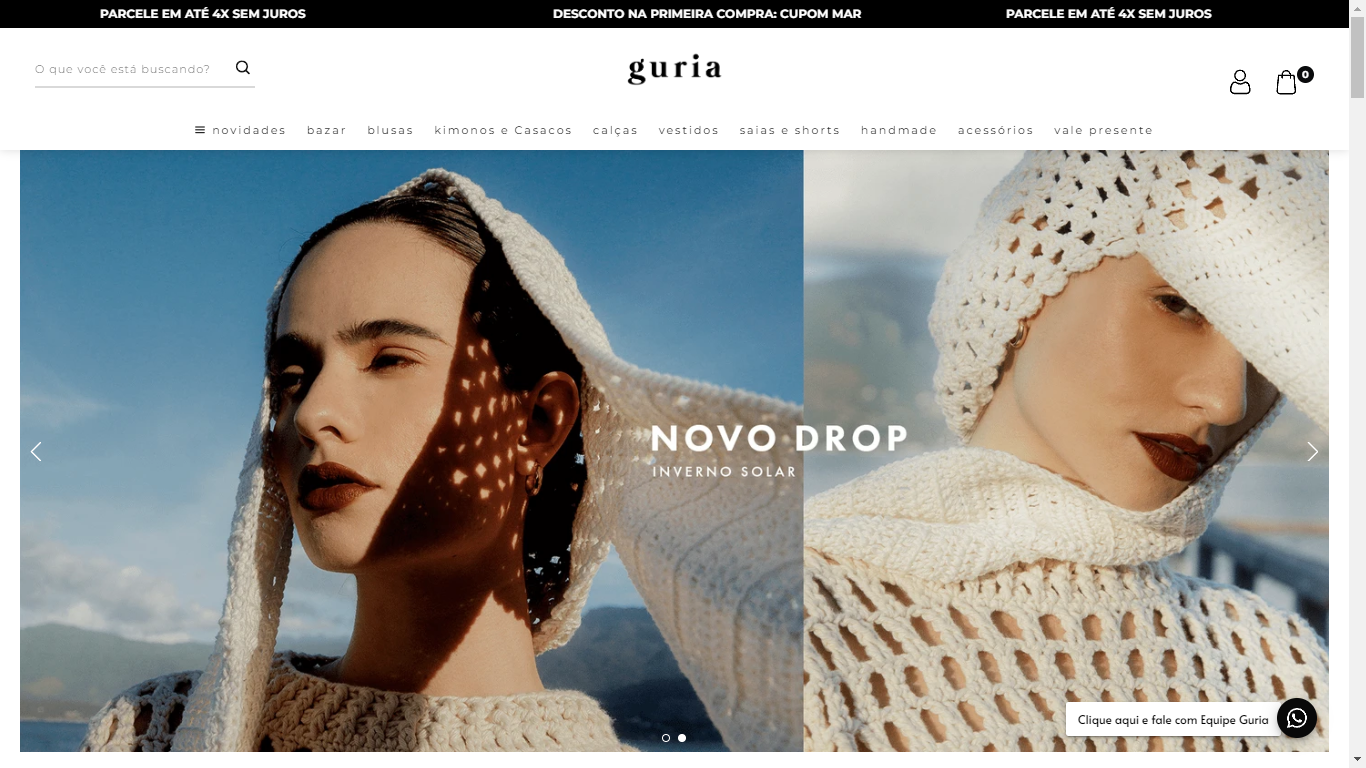 PARCELE EM ATÉ 4X SEM JUROS
DESCONTO NA PRIMEIRA COMPRA: CUPOM MAR
PARCELE EM ATÉ 4X SEM JUROS
O que você está buscando?
guria
0
novidades bazar blusas kimonos e Casacos calças vestidos saias e shorts handmade acessórios vale presente
NOVO DROP
INVERNO SOLAR
Clique aqui e fale com Equipe Guria